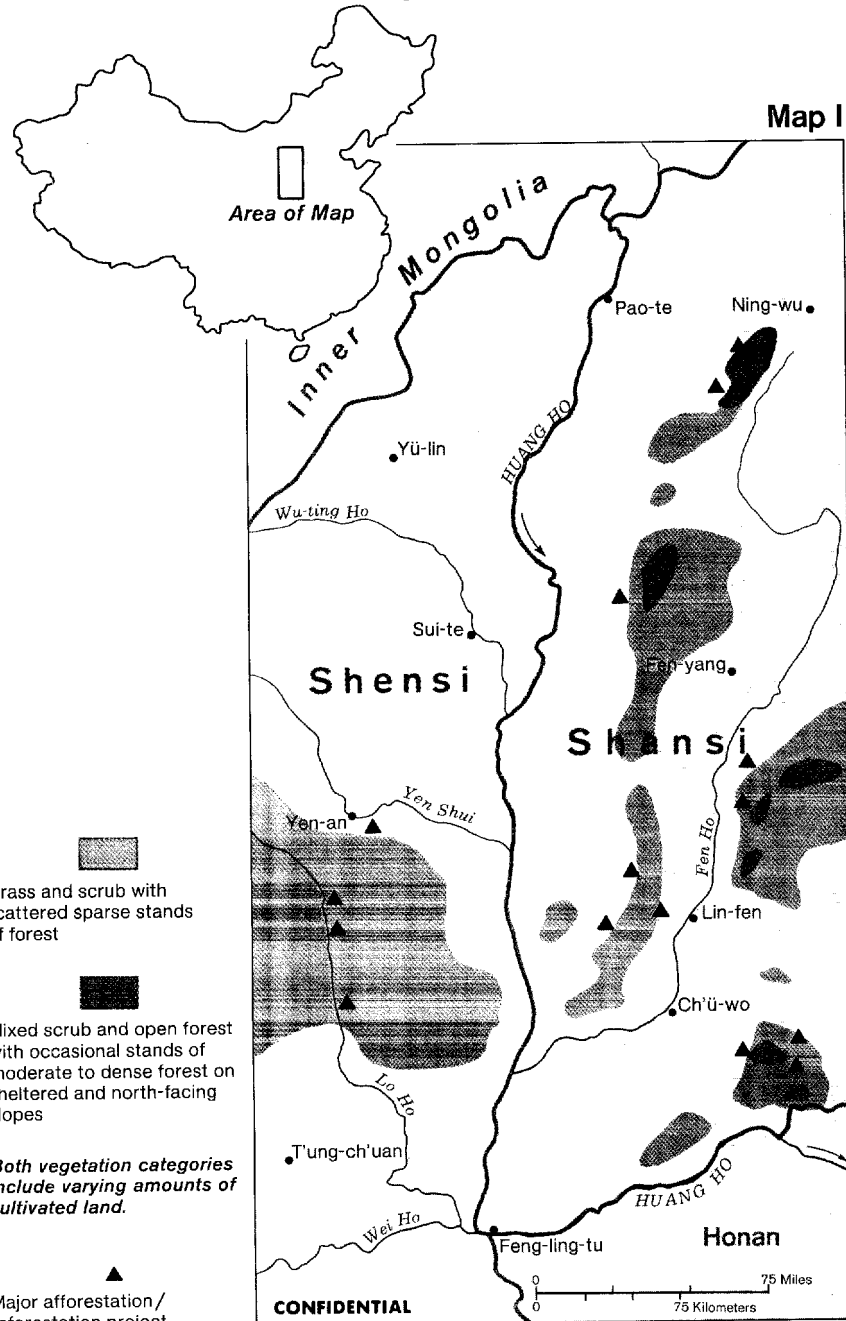 Map I
Area of Map
Inner Mongolia
Pao-te
Ning-wu
HUANG HO
Yü-lin
Wu-ting Ho
Sui-te
Shensi
Fen-yang
Shansi
Yen-an
Yen Shui
Fen Ho
Lin-fen
Ch'ü-wo
Lo Ho
T'ung-ch'uan
Wei Ho
HUANG HO
Feng-ling-tu
Honan
rass and scrub with
cattered sparse stands
f forest
ixed scrub and open forest
ith occasional stands of
oderate to dense forest on
heltered and north-facing
lopes
Both vegetation categories
nclude varying amounts of
ultivated land.
Major afforestation/
eforestation project
CONFIDENTIAL
0 75 Miles
0 75 Kilometers